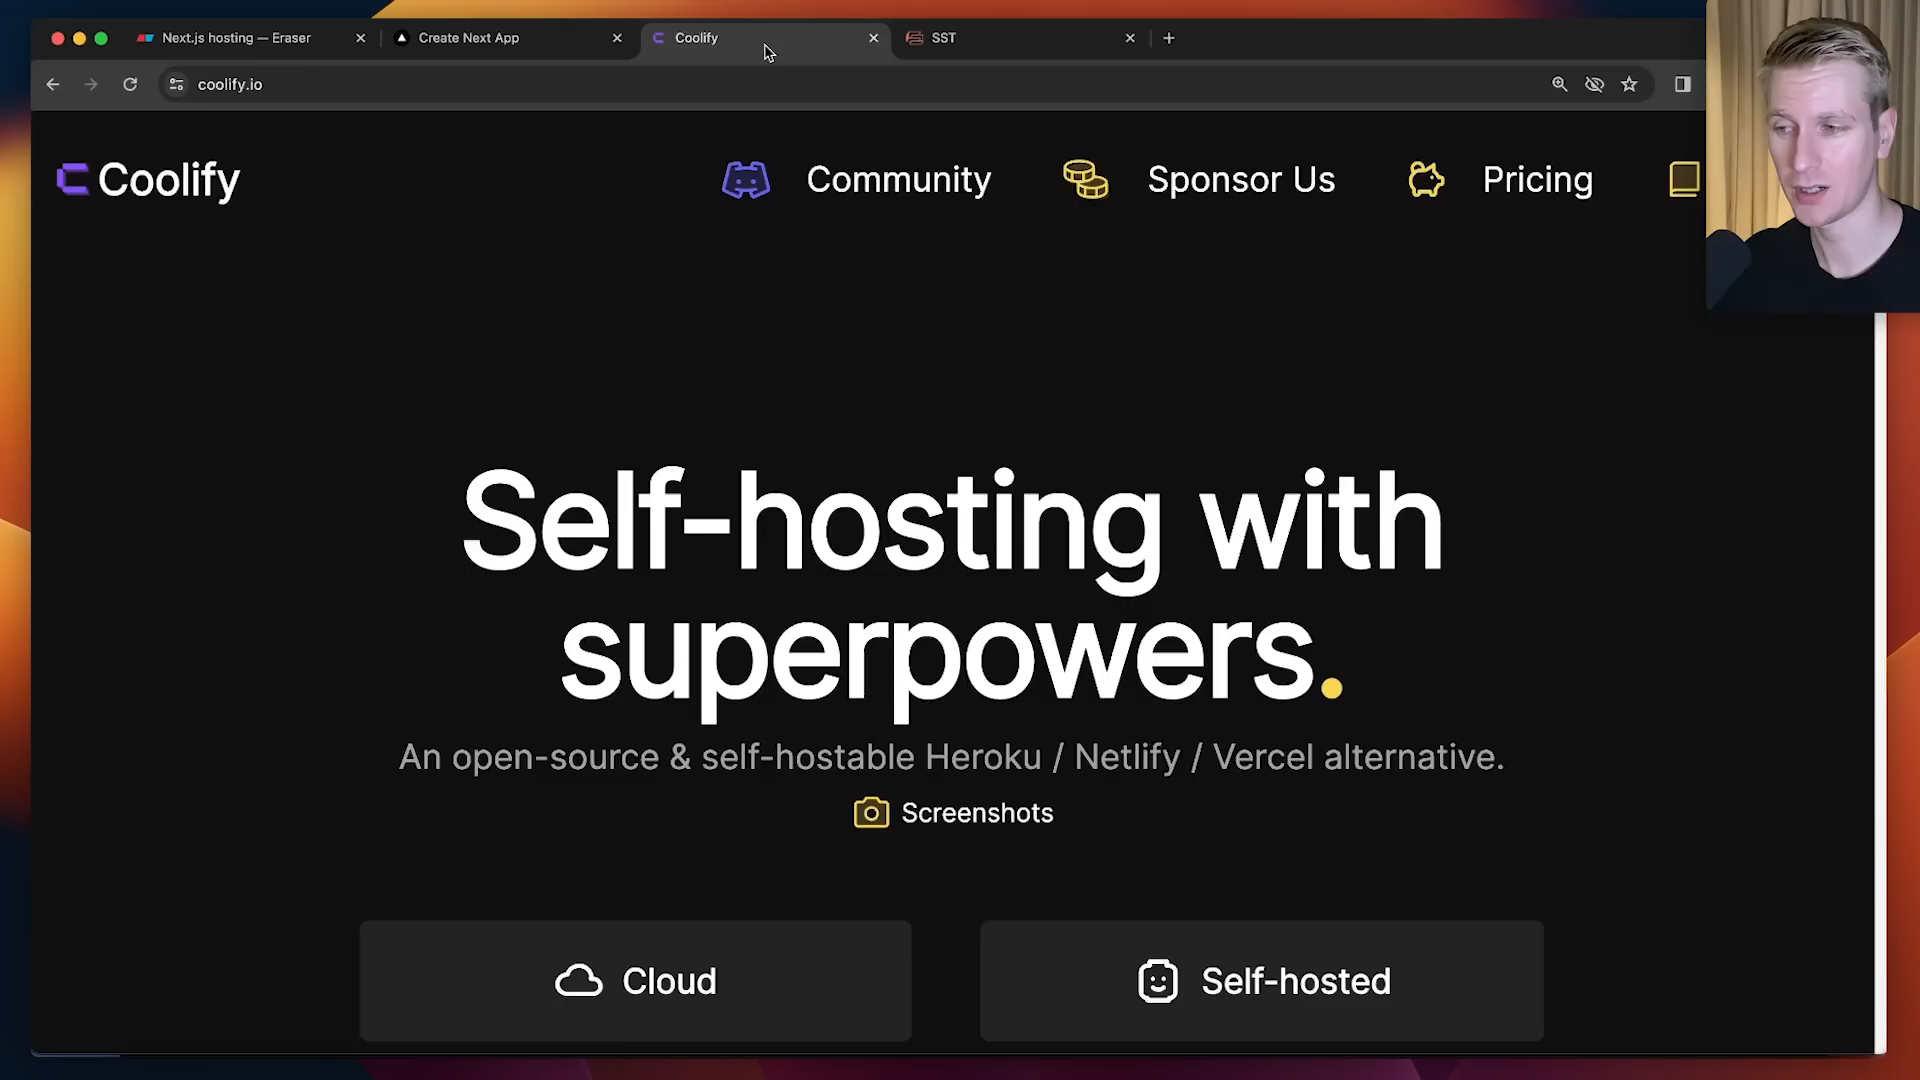 Next.js hosting — Eraser
Create Next App
Coolify
SST
coolify.io
Coolify
Community
Sponsor Us
Pricing
Self-hosting with
superpowers.
An open-source & self-hostable Heroku / Netlify / Vercel alternative.
Screenshots
Cloud
Self-hosted